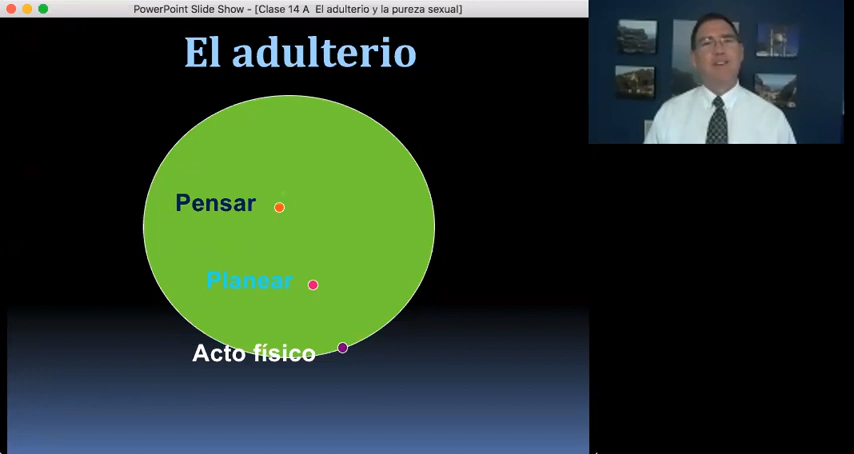 PowerPoint Slide Show - [Clase 14 A  El adulterio y la pureza sexual]
El adulterio
Pensar
Planear
Acto físico